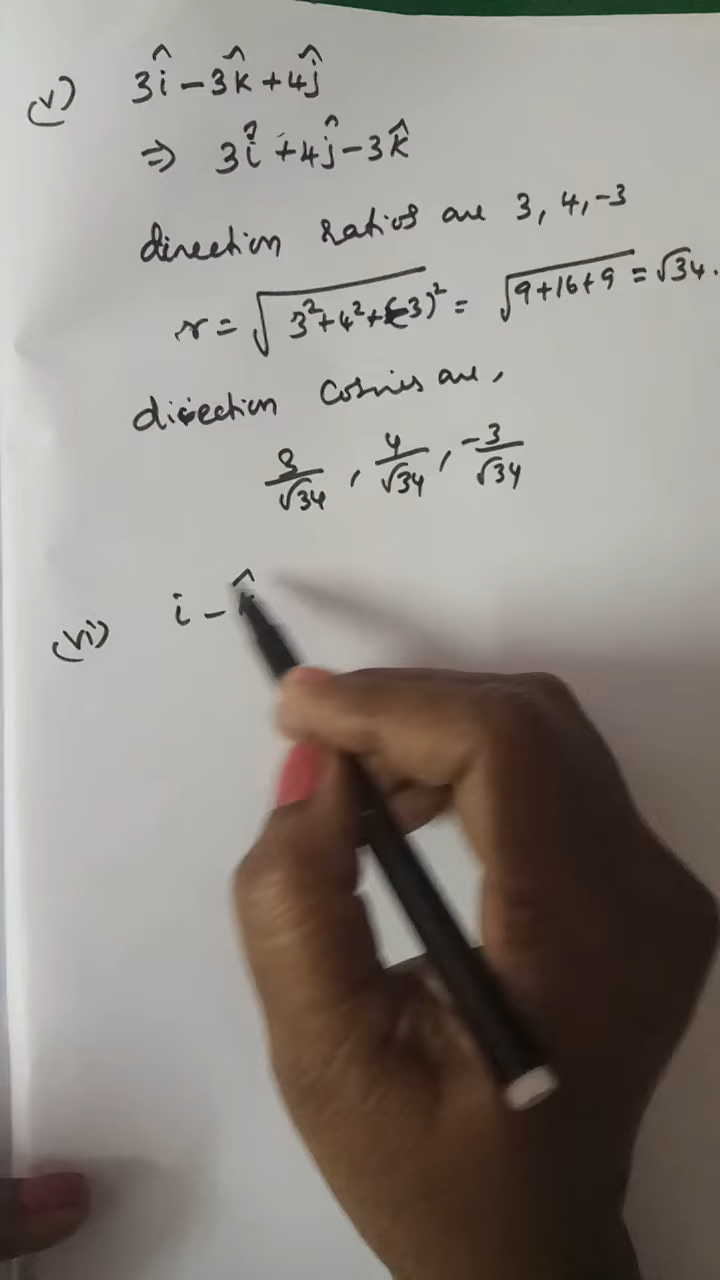 (v) 3î − 3k̂ + 4ĵ
⇒ 3î + 4ĵ − 3k̂
direction ratios are 3, 4, −3
r = √(3² + 4² + (−3)²) = √(9+16+9) = √34.
direction cosines are,
3/√34 , 4/√34 , −3/√34
(vi) i − k̂